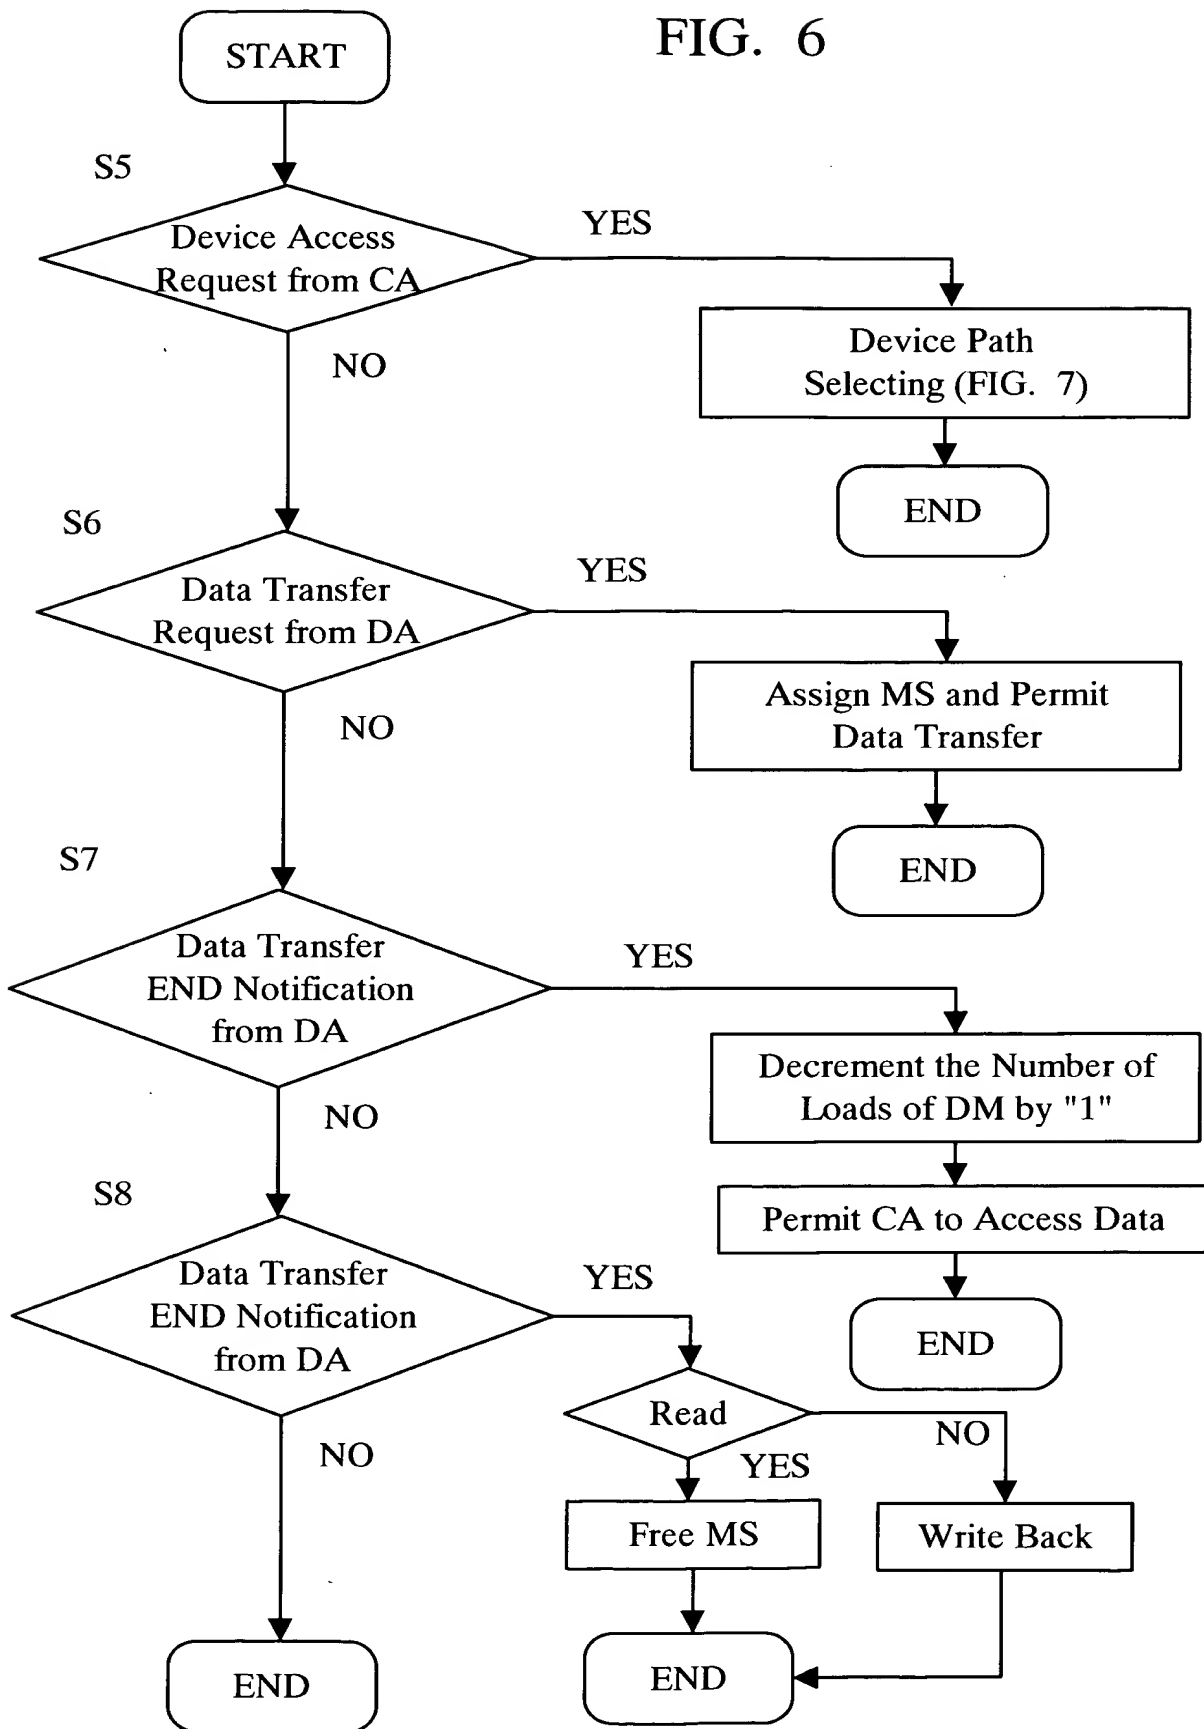 FIG. 6
START
S5
Device Access
Request from CA
YES
NO
Device Path
Selecting (FIG. 7)
END
S6
Data Transfer
Request from DA
YES
NO
Assign MS and Permit
Data Transfer
END
S7
Data Transfer
END Notification
from DA
YES
NO
Decrement the Number of
Loads of DM by "1"
Permit CA to Access Data
END
S8
Data Transfer
END Notification
from DA
YES
NO
Read
NO
YES
Free MS
Write Back
END
END